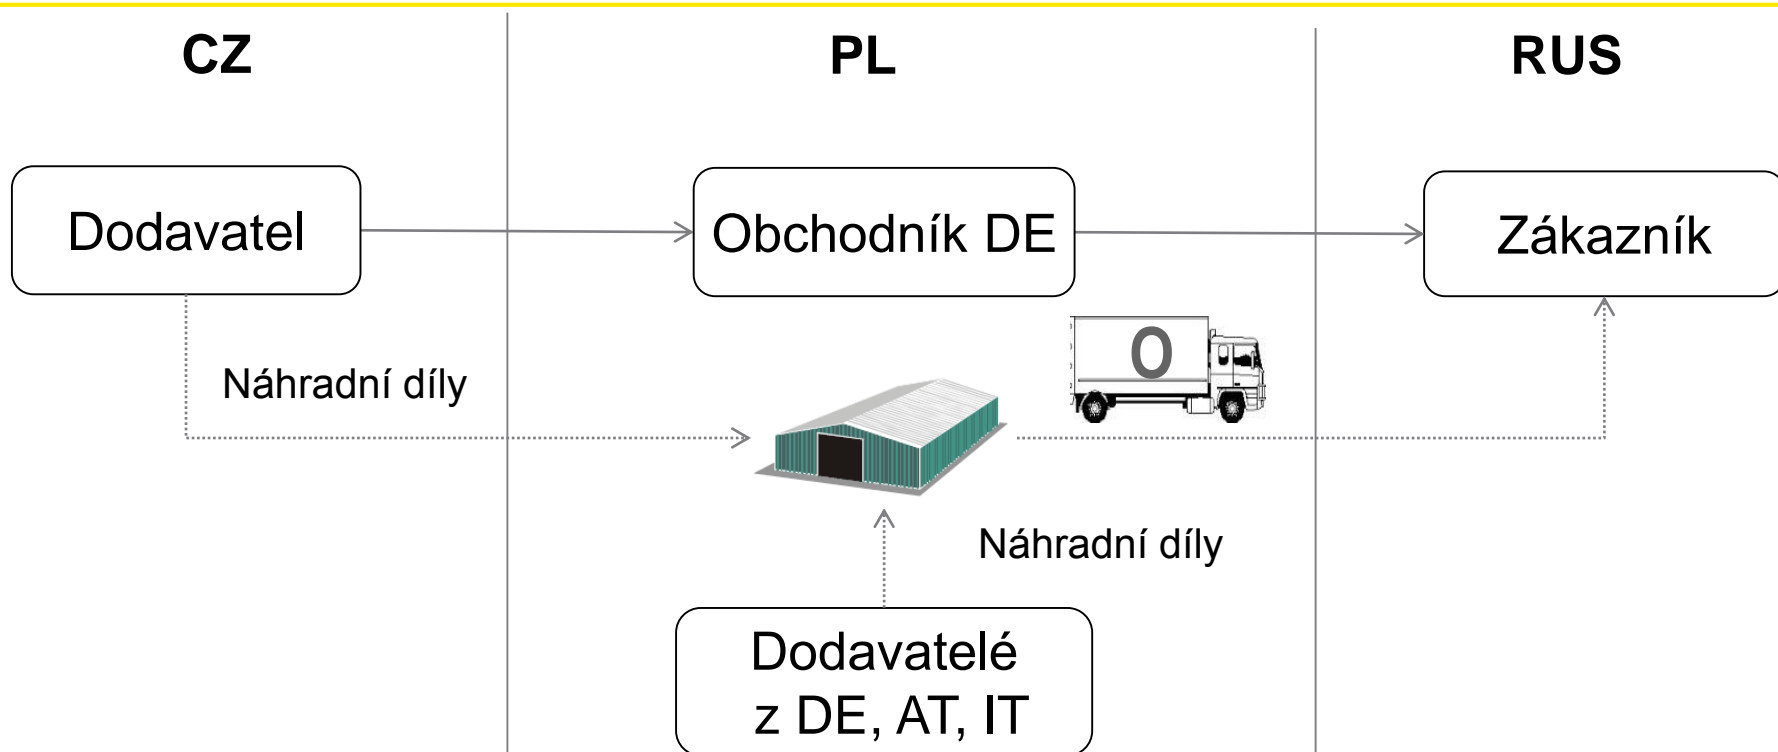 CZ
PL
RUS
Dodavatel
Obchodník DE
Zákazník
O
Náhradní díly
Náhradní díly
Dodavatelé
z DE, AT, IT